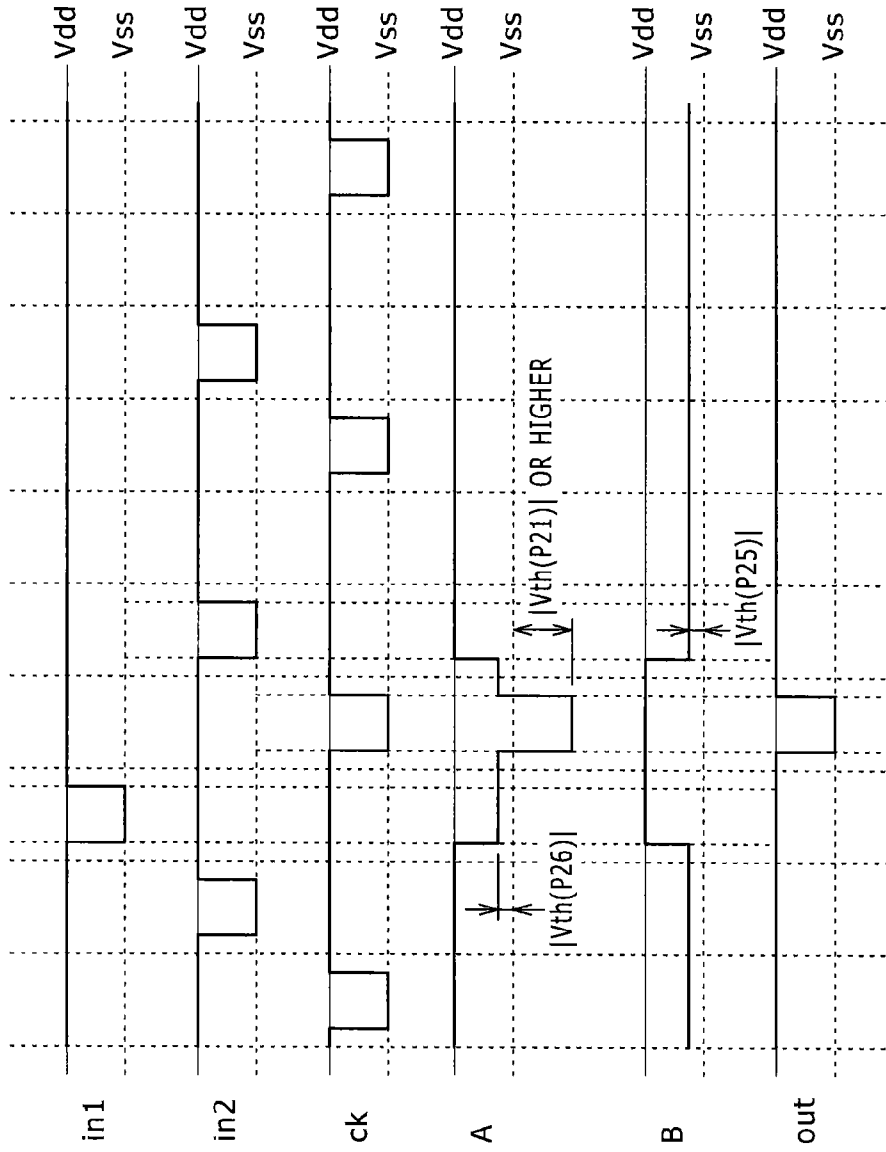 in1
Vdd
Vss
in2
Vdd
Vss
ck
Vdd
Vss
A
Vdd
Vss
|Vth(P26)|
|Vth(P21)| OR HIGHER
B
Vdd
Vss
|Vth(P25)|
out
Vdd
Vss